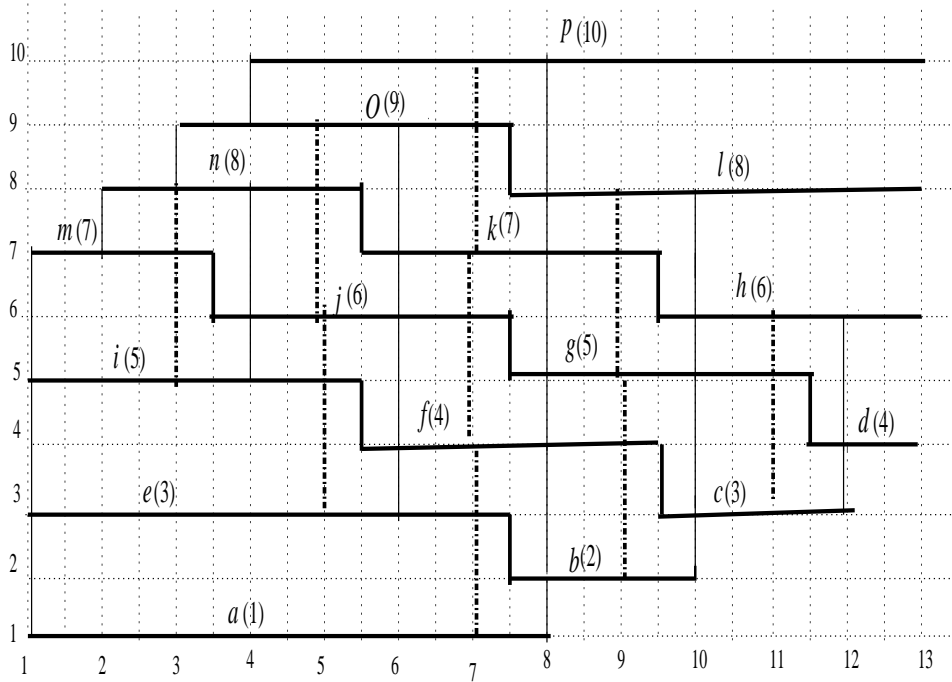 p (10)
10
O (9)
9
n (8)
l (8)
8
m (7)
k (7)
7
h (6)
j (6)
6
g (5)
i (5)
5
f (4)
d (4)
4
e (3)
c (3)
3
b (2)
2
a (1)
1
1 2 3 4 5 6 7 8 9 10 11 12 13